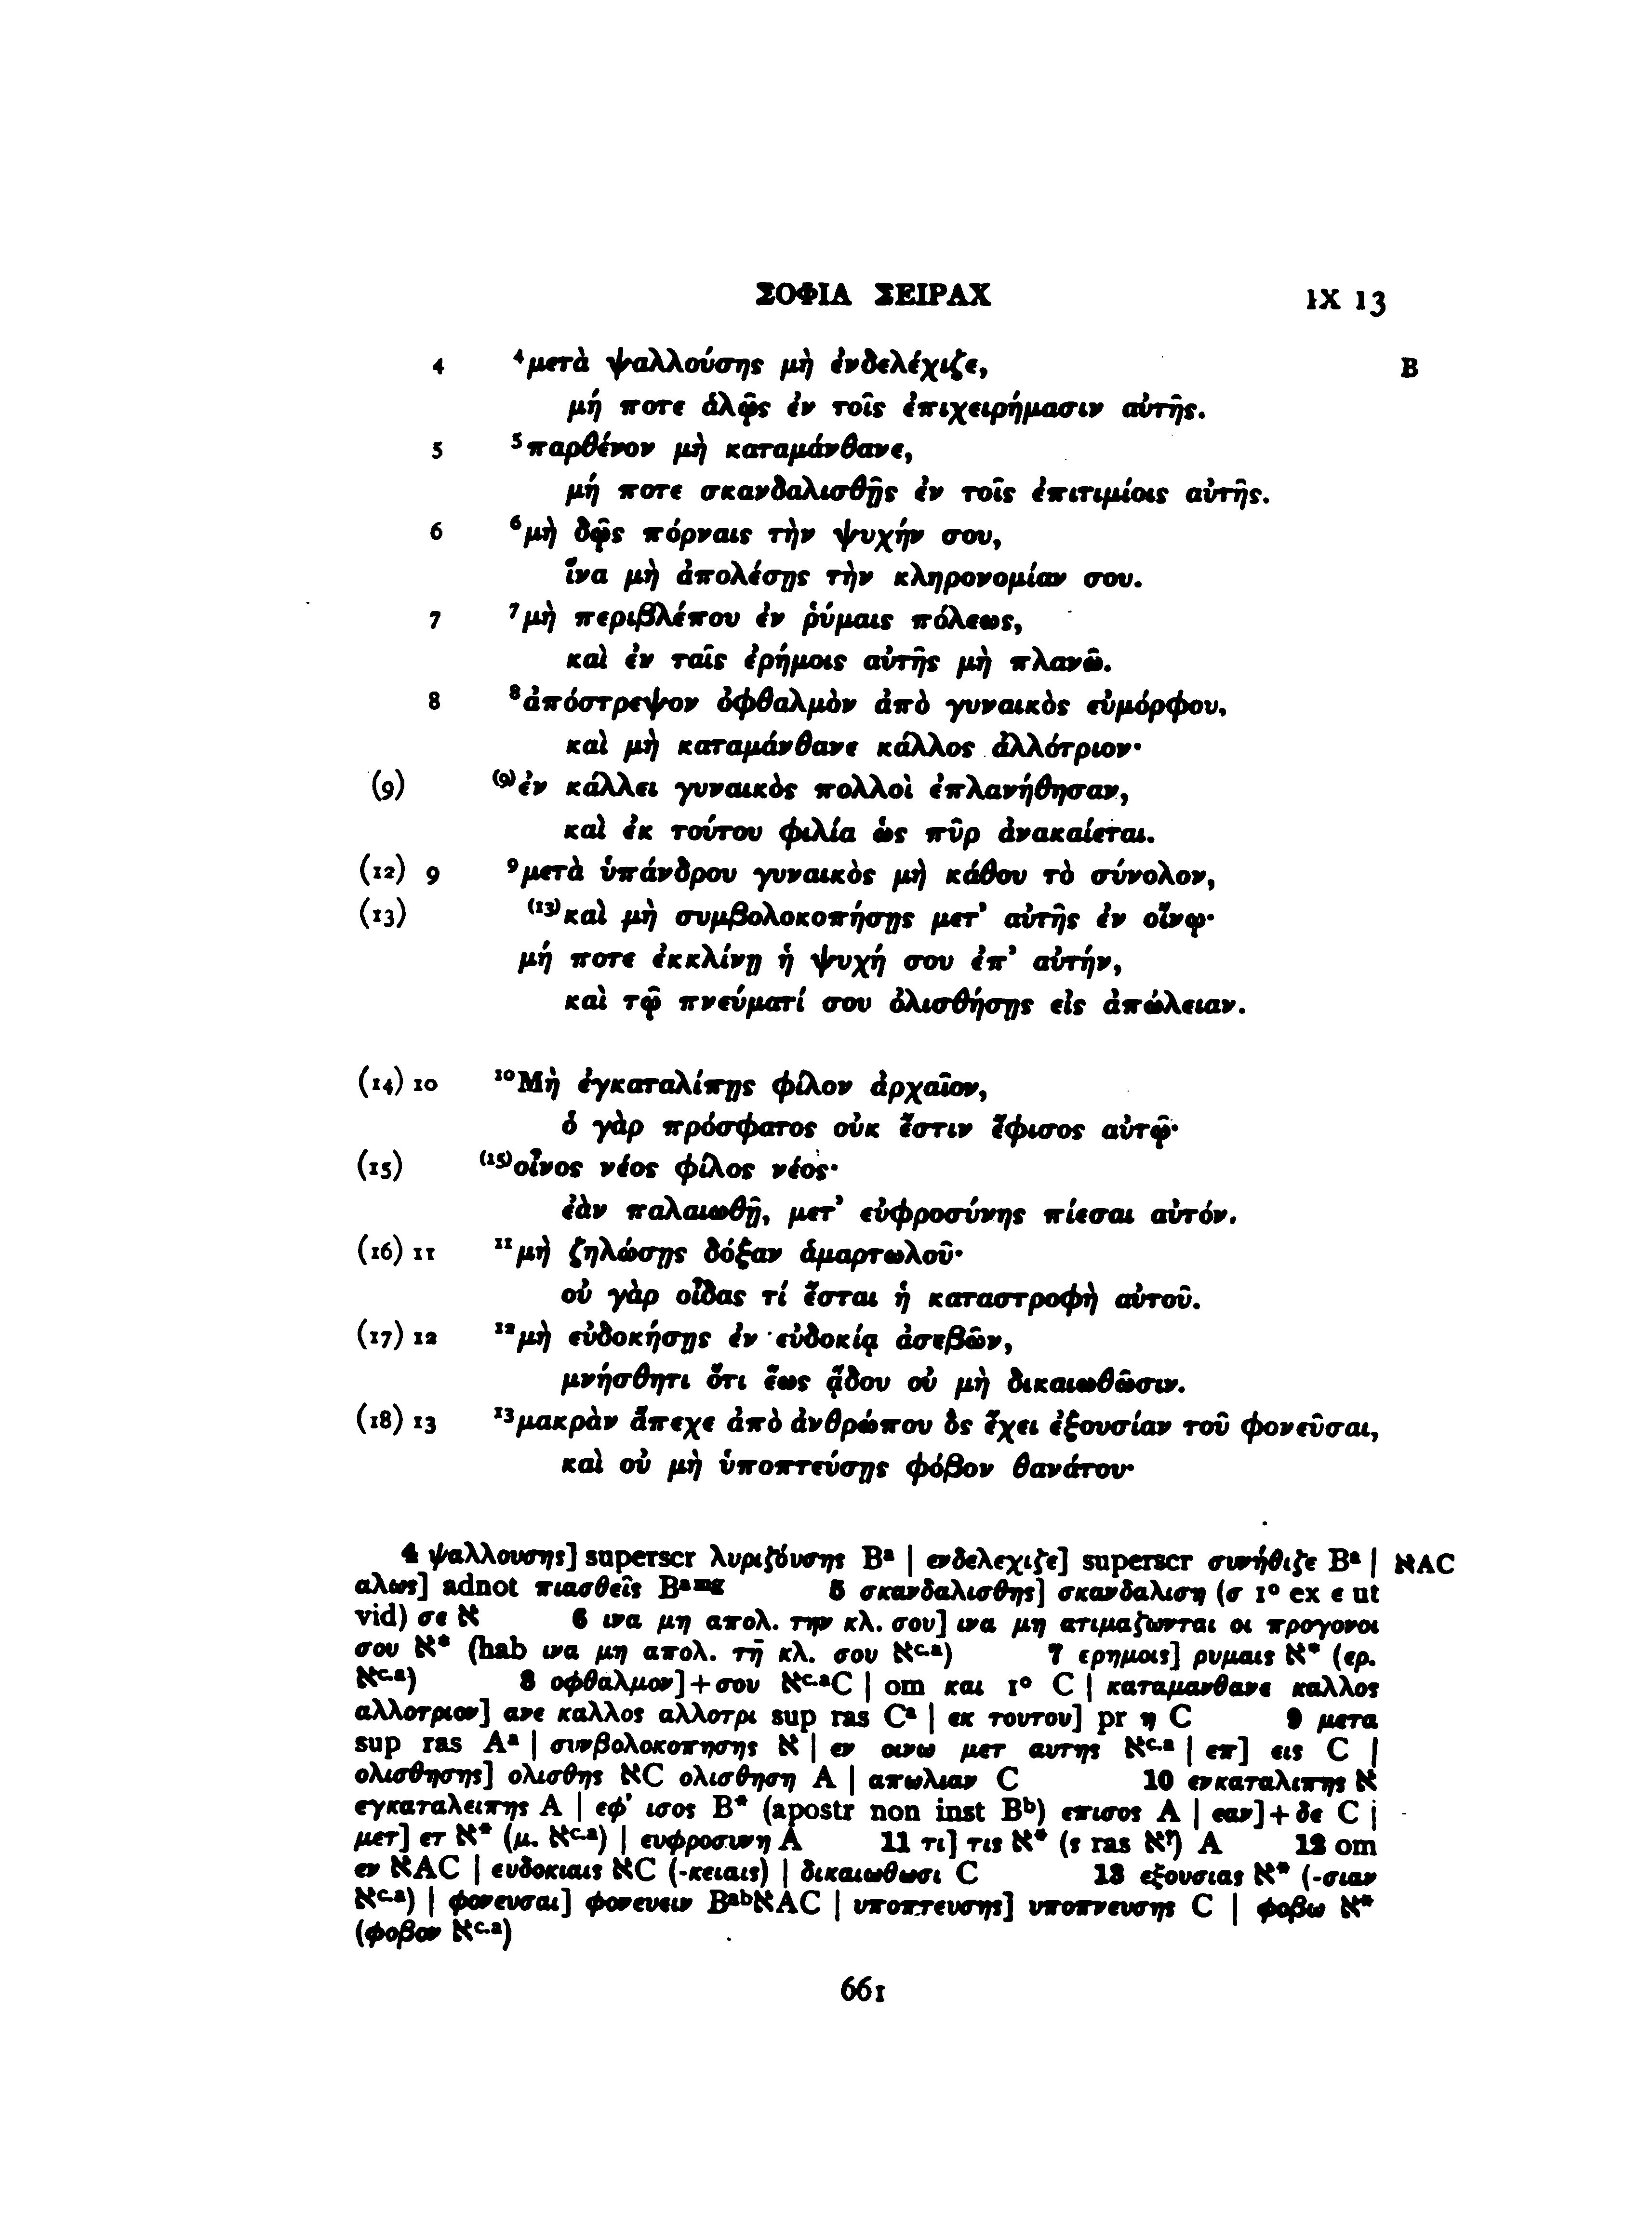 ΣΟΦΙΑ ΣΕΙΡΑΧ IX 13
4 ⁴μετὰ ψαλλούσης μὴ ἐνδελέχιζε, B
μή ποτε ἁλῷς ἐν τοῖς ἐπιχειρήμασιν αὐτῆς.
5 ⁵παρθένον μὴ καταμάνθανε,
μή ποτε σκανδαλισθῇς ἐν τοῖς ἐπιτιμίοις αὐτῆς.
6 ⁶μὴ δῷς πόρναις τὴν ψυχήν σου,
ἵνα μὴ ἀπολέσῃς τὴν κληρονομίαν σου.
7 ⁷μὴ περιβλέπου ἐν ῥύμαις πόλεως,
καὶ ἐν ταῖς ἐρήμοις αὐτῆς μὴ πλανῶ.
8 ⁸ἀπόστρεψον ὀφθαλμὸν ἀπὸ γυναικὸς εὐμόρφου,
καὶ μὴ καταμάνθανε κάλλος ἀλλότριον·
(9) ⁽⁹⁾ἐν κάλλει γυναικὸς πολλοὶ ἐπλανήθησαν,
καὶ ἐκ τούτου φιλία ὡς πῦρ ἀνακαίεται.
(12) 9 ⁹μετὰ ὑπάνδρου γυναικὸς μὴ κάθου τὸ σύνολον,
(13) ⁽¹³⁾καὶ μὴ συμβολοκοπήσῃς μετ᾿ αὐτῆς ἐν οἴνῳ·
μή ποτε ἐκκλίνῃ ἡ ψυχή σου ἐπ᾿ αὐτήν,
καὶ τῷ πνεύματί σου ὀλισθήσῃς εἰς ἀπώλειαν.
(14) 10 ¹⁰Μὴ ἐγκαταλίπῃς φίλον ἀρχαῖον,
ὁ γὰρ πρόσφατος οὐκ ἔστιν ἔφισος αὐτῷ·
(15) ⁽¹⁵⁾οἶνος νέος φίλος νέος·
ἐὰν παλαιωθῇ, μετ᾿ εὐφροσύνης πίεσαι αὐτόν.
(16) 11 ¹¹μὴ ζηλώσῃς δόξαν ἁμαρτωλοῦ·
οὐ γὰρ οἶδας τί ἔσται ἡ καταστροφὴ αὐτοῦ.
(17) 12 ¹²μὴ εὐδοκήσῃς ἐν εὐδοκίᾳ ἀσεβῶν,
μνήσθητι ὅτι ἕως ᾅδου οὐ μὴ δικαιωθῶσιν.
(18) 13 ¹³μακρὰν ἄπεχε ἀπὸ ἀνθρώπου ὃς ἔχει ἐξουσίαν τοῦ φονεῦσαι,
καὶ οὐ μὴ ὑποπτεύσῃς φόβον θανάτου·
4 ψαλλουσης] superscr λυριζόυσης Bᵃ | ενδελεχιζε] superscr συνήθιζε Bᵃ | ℵAC
αλως] adnot πιασθεῖς Bᵃᵐᵍ 5 σκανδαλισθης] σκανδαλιση (σ 1° ex ε ut
vid) σε ℵ 6 ινα μη απολ. την κλ. σου] ινα μη ατιμαζωνται οι προγονοι
σου ℵ* (hab ινα μη απολ. τη̄ κλ. σου ℵᶜ·ᵃ) 7 ερημοις] ρυμαις ℵ* (ερ.
ℵᶜ·ᵃ) 8 οφθαλμον]+σου ℵᶜ·ᵃC | om και 1° C | καταμανθανε καλλος
αλλοτριον] ανε καλλος αλλοτρι sup ras Cᵃ | εκ τουτου] pr η C 9 μετα
sup ras Aᵃ | συνβολοκοπησης ℵ | εν οινω μετ αυτης ℵᶜ·ᵃ | επ] εις C |
ολισθησης] ολισθης ℵC ολισθηση A | απωλιαν C 10 ενκαταλιπης ℵ
εγκαταλειπης A | εφ᾿ ισος B* (apostr non inst Bᵇ) επισος A | εαν]+δε C |
μετ] ετ ℵ* (μ. ℵᶜ·ᵃ) | ευφροσυνη A 11 τι] τις ℵ* (s ras ℵ?) A 12 om
εν ℵAC | ευδοκιαις ℵC (-κειαις) | δικαιωθωσι C 13 εξουσιας ℵ* (-σιαν
ℵᶜ·ᵃ) | φονευσαι] φονευειν BᵃᵇℵAC | υποπτευσης] υποπνευσης C | φοβω ℵ*
(φοβον ℵᶜ·ᵃ)
661